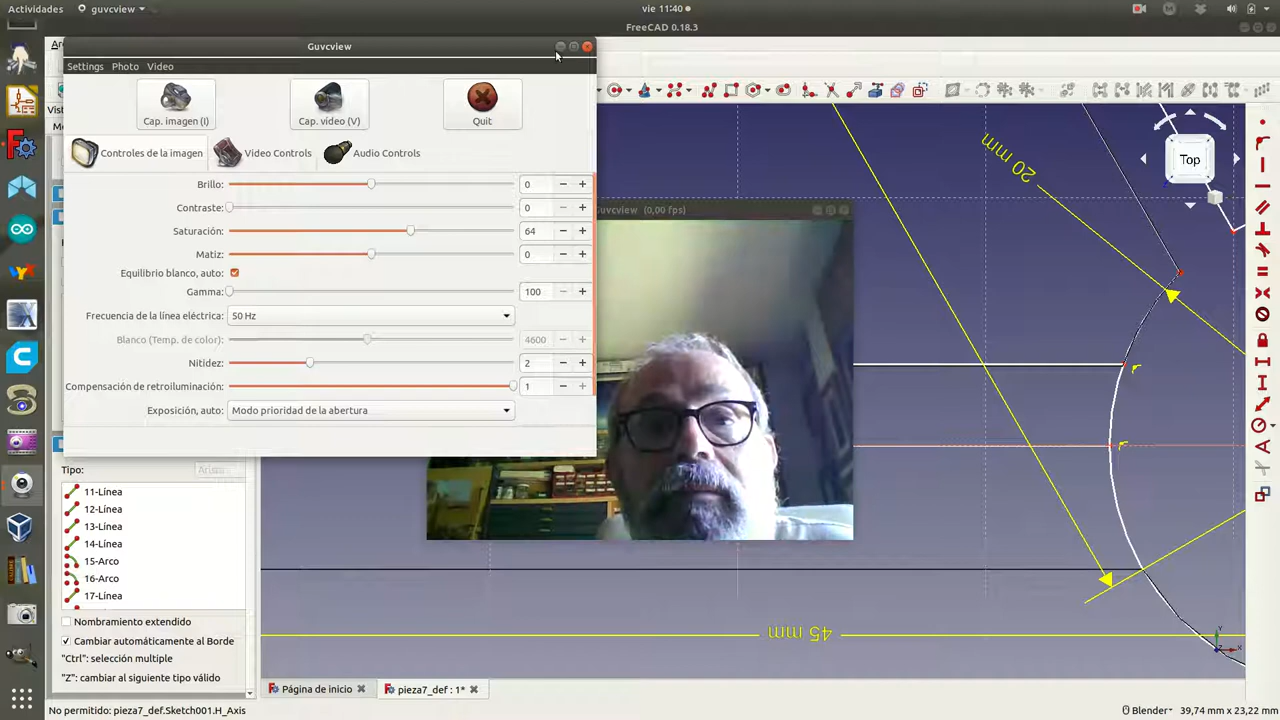 Actividades
guvcview
vie 11:40
FreeCAD 0.18.3
Guvcview
Settings Photo Video
Cap. imagen (I)
Cap. vídeo (V)
Quit
Controles de la imagen
Video Controls
Audio Controls
Brillo: 0
Contraste: 0
Saturación: 64
Matiz: 0
Equilibrio blanco, auto:
Gamma: 100
Frecuencia de la línea eléctrica: 50 Hz
Blanco (Temp. de color): 4600
Nitidez: 2
Compensación de retroiluminación: 1
Exposición, auto: Modo prioridad de la abertura
Guvcview (0,00 fps)
20 mm
Top
45 mm
Tipo:
11-Línea
12-Línea
13-Línea
14-Línea
15-Arco
16-Arco
17-Línea
Nombramiento extendido
Cambiar automáticamente al Borde
"Ctrl": selección multiple
"Z": cambiar al siguiente tipo válido
Página de inicio
pieza7_def : 1*
No permitido: pieza7_def.Sketch001.H_Axis
Blender
39,74 mm x 23,22 mm